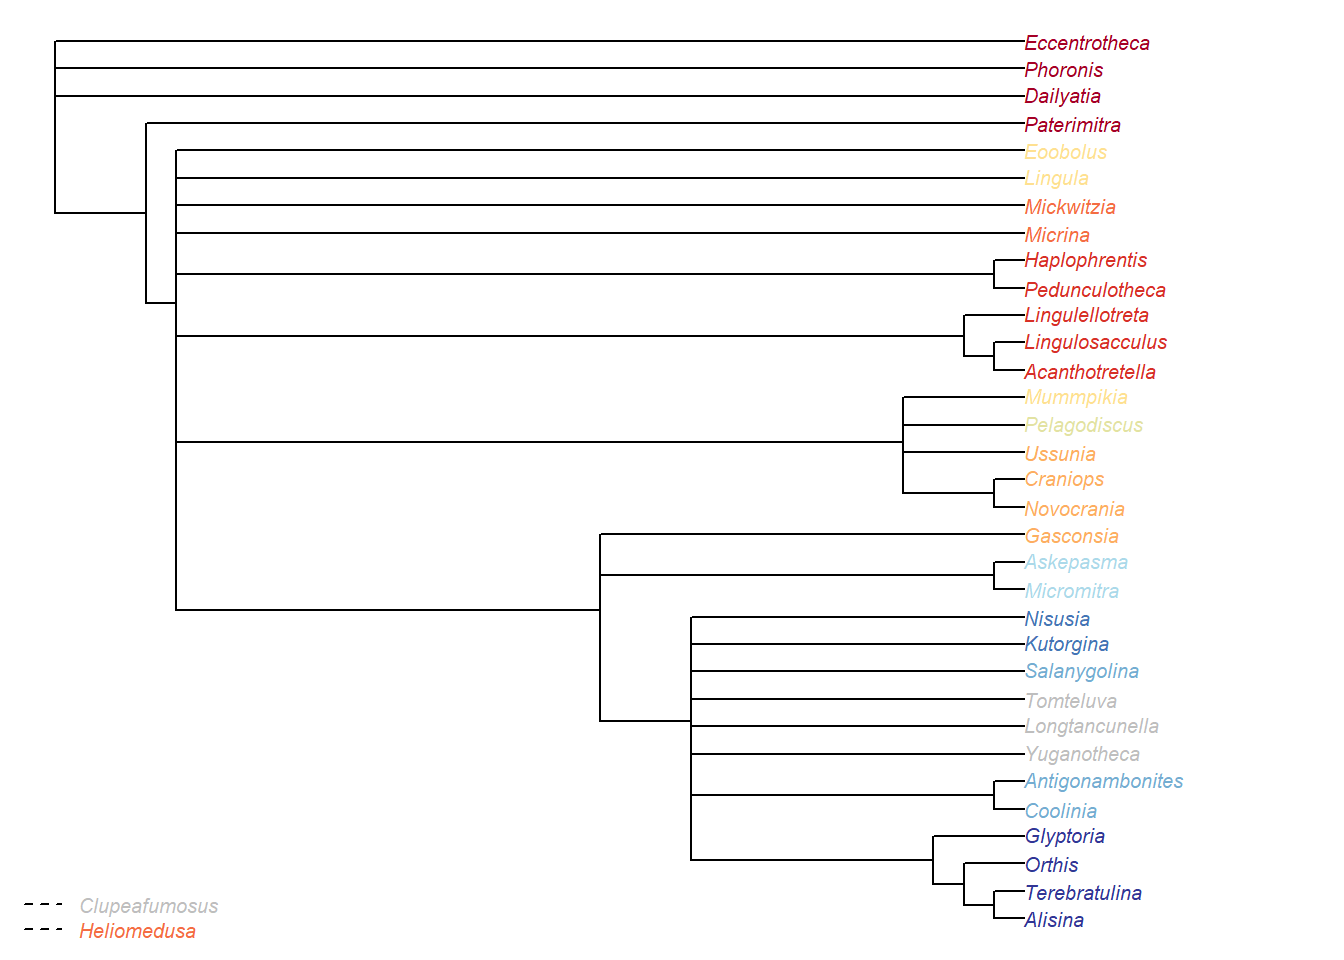 Eccentrotheca
Phoronis
Dailyatia
Paterimitra
Eoobolus
Lingula
Mickwitzia
Micrina
Haplophrentis
Pedunculotheca
Lingulellotreta
Lingulosacculus
Acanthotretella
Mummpikia
Pelagodiscus
Ussunia
Craniops
Novocrania
Gasconsia
Askepasma
Micromitra
Nisusia
Kutorgina
Salanygolina
Tomteluva
Longtancunella
Yuganotheca
Antigonambonites
Coolinia
Glyptoria
Orthis
Terebratulina
Alisina
Clupeafumosus
Heliomedusa